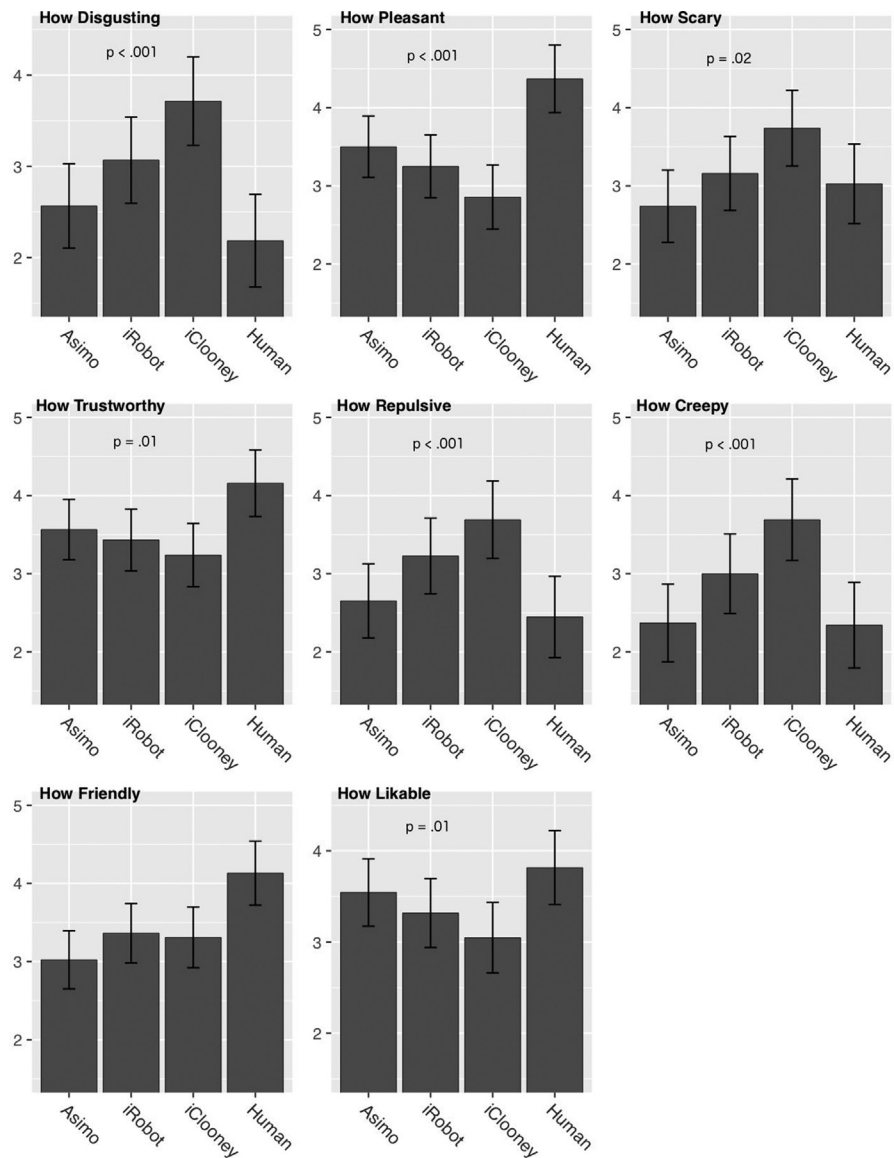 How Disgusting
p < .001
4
3
2
Asimo
iRobot
iClooney
Human
How Pleasant
p < .001
5
4
3
2
Asimo
iRobot
iClooney
Human
How Scary
p = .02
5
4
3
2
Asimo
iRobot
iClooney
Human
How Trustworthy
p = .01
5
4
3
2
Asimo
iRobot
iClooney
Human
How Repulsive
p < .001
5
4
3
2
Asimo
iRobot
iClooney
Human
How Creepy
p < .001
5
4
3
2
Asimo
iRobot
iClooney
Human
How Friendly
5
4
3
2
Asimo
iRobot
iClooney
Human
How Likable
p = .01
4
3
2
Asimo
iRobot
iClooney
Human